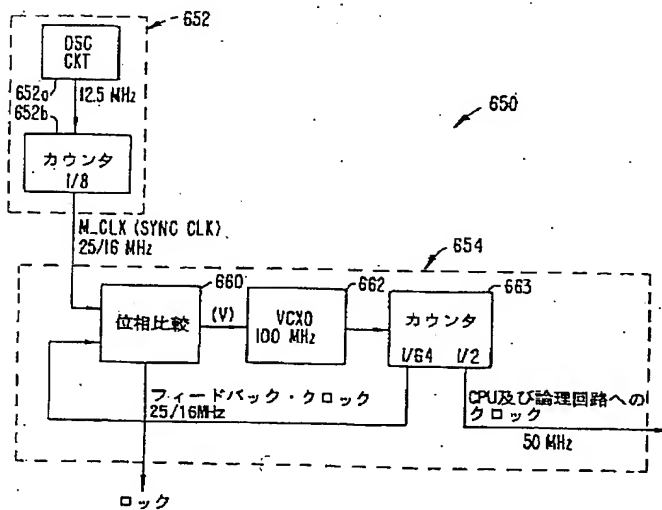 652
OSC
CKT
652a
12.5 MHz
652b
650
カウンタ
1/8
M_CLK (SYNC CLK)
25/16 MHz
654
660
662
663
位相比較
(V)
VCXO
100 MHz
カウンタ
1/64 1/2
フィードバック・クロック
25/16MHz
CPU及び論理回路への
クロック
50 MHz
ロック